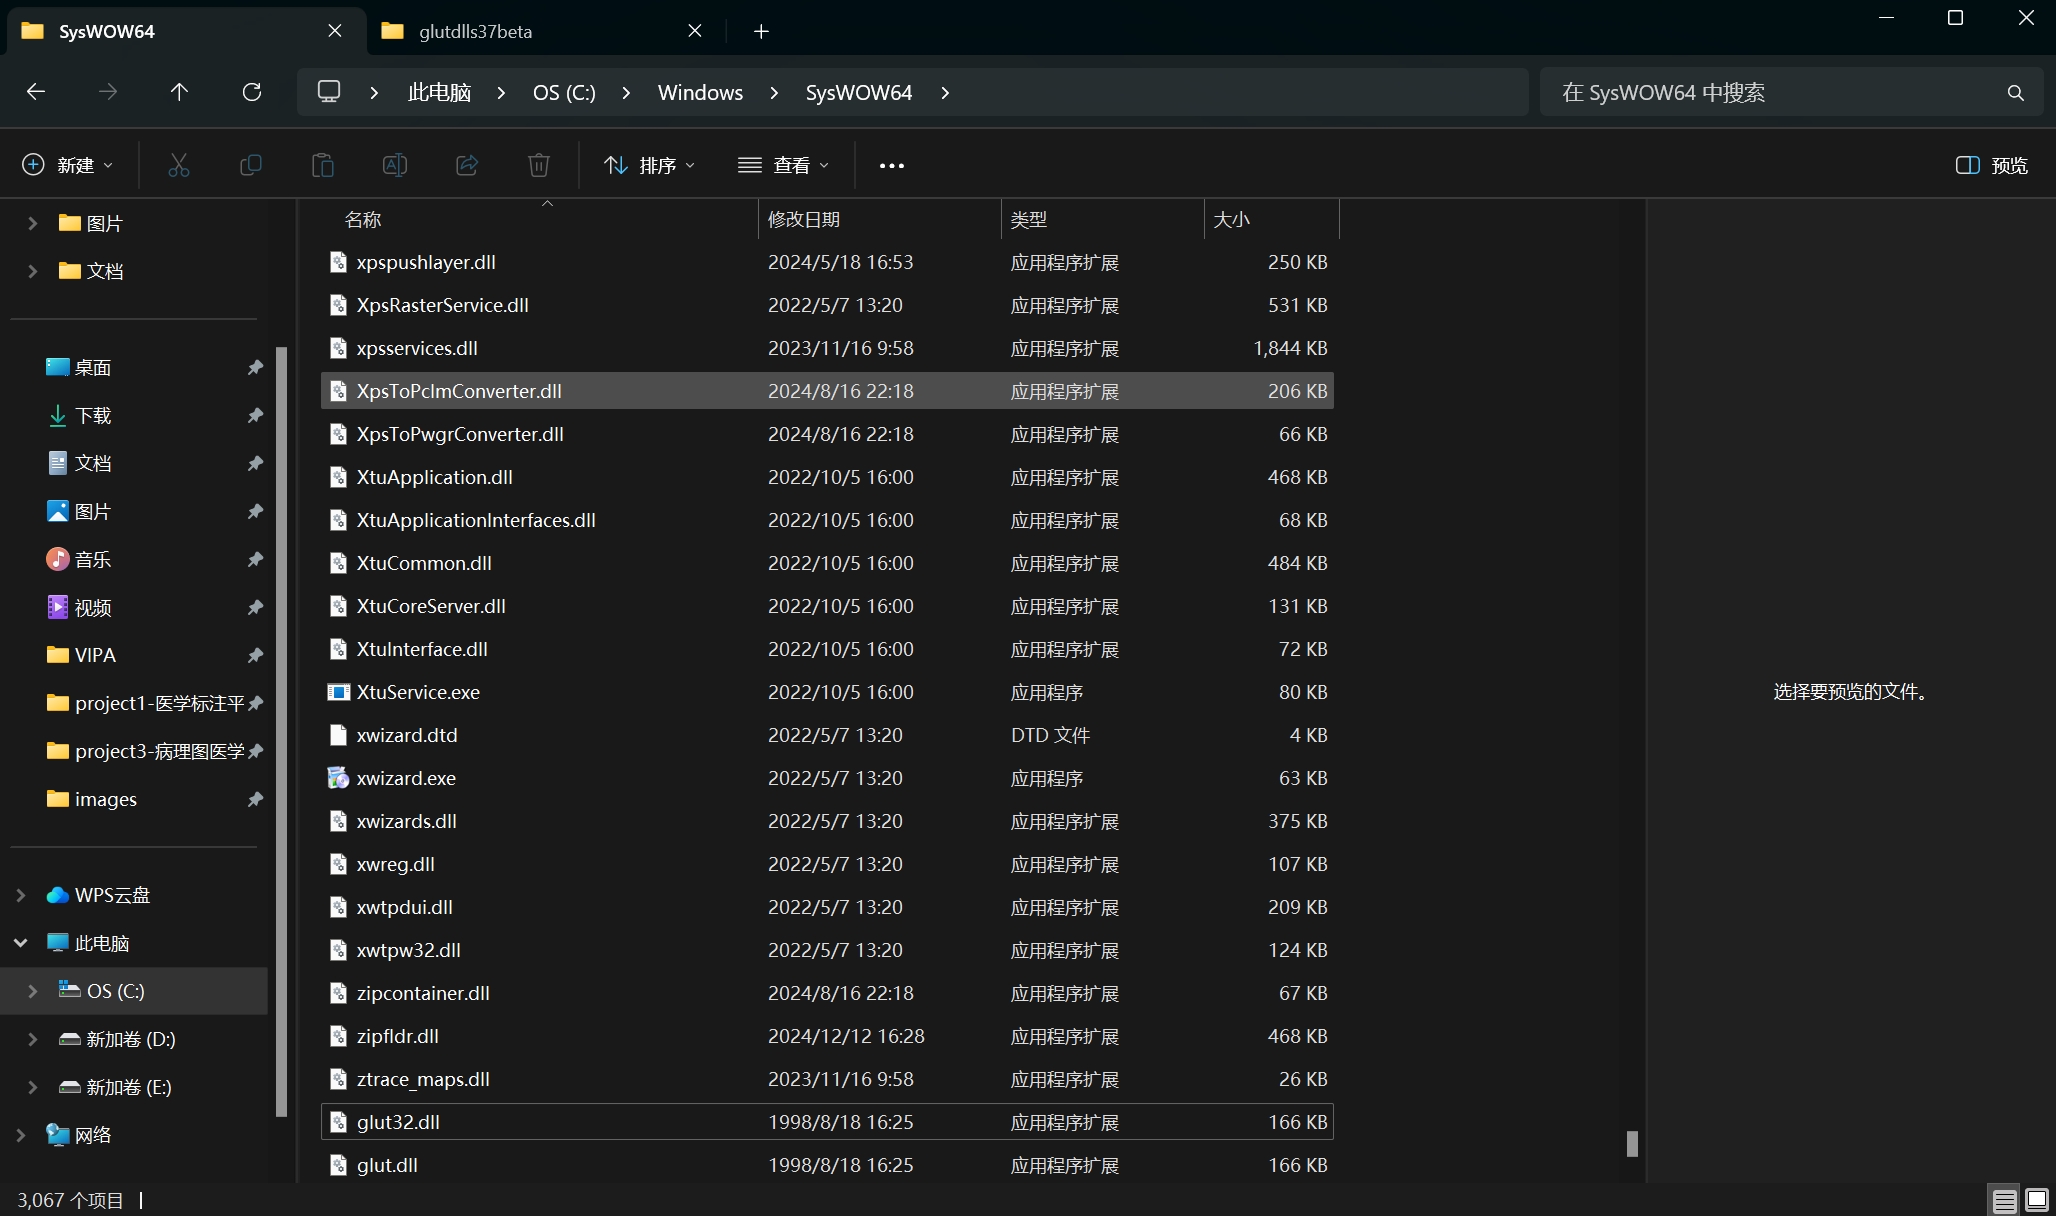 SysWOW64
glutdlls37beta
此电脑
OS (C:)
Windows
SysWOW64
在 SysWOW64 中搜索
新建
排序
查看
预览
图片
文档
桌面
下载
文档
图片
音乐
视频
VIPA
project1-医学标注平
project3-病理图医学
images
WPS云盘
此电脑
OS (C:)
新加卷 (D:)
新加卷 (E:)
网络
名称 修改日期 类型 大小
xpspushlayer.dll 2024/5/18 16:53 应用程序扩展 250 KB
XpsRasterService.dll 2022/5/7 13:20 应用程序扩展 531 KB
xpsservices.dll 2023/11/16 9:58 应用程序扩展 1,844 KB
XpsToPclmConverter.dll 2024/8/16 22:18 应用程序扩展 206 KB
XpsToPwgrConverter.dll 2024/8/16 22:18 应用程序扩展 66 KB
XtuApplication.dll 2022/10/5 16:00 应用程序扩展 468 KB
XtuApplicationInterfaces.dll 2022/10/5 16:00 应用程序扩展 68 KB
XtuCommon.dll 2022/10/5 16:00 应用程序扩展 484 KB
XtuCoreServer.dll 2022/10/5 16:00 应用程序扩展 131 KB
XtuInterface.dll 2022/10/5 16:00 应用程序扩展 72 KB
XtuService.exe 2022/10/5 16:00 应用程序 80 KB
xwizard.dtd 2022/5/7 13:20 DTD 文件 4 KB
xwizard.exe 2022/5/7 13:20 应用程序 63 KB
xwizards.dll 2022/5/7 13:20 应用程序扩展 375 KB
xwreg.dll 2022/5/7 13:20 应用程序扩展 107 KB
xwtpdui.dll 2022/5/7 13:20 应用程序扩展 209 KB
xwtpw32.dll 2022/5/7 13:20 应用程序扩展 124 KB
zipcontainer.dll 2024/8/16 22:18 应用程序扩展 67 KB
zipfldr.dll 2024/12/12 16:28 应用程序扩展 468 KB
ztrace_maps.dll 2023/11/16 9:58 应用程序扩展 26 KB
glut32.dll 1998/8/18 16:25 应用程序扩展 166 KB
glut.dll 1998/8/18 16:25 应用程序扩展 166 KB
选择要预览的文件。
3,067 个项目